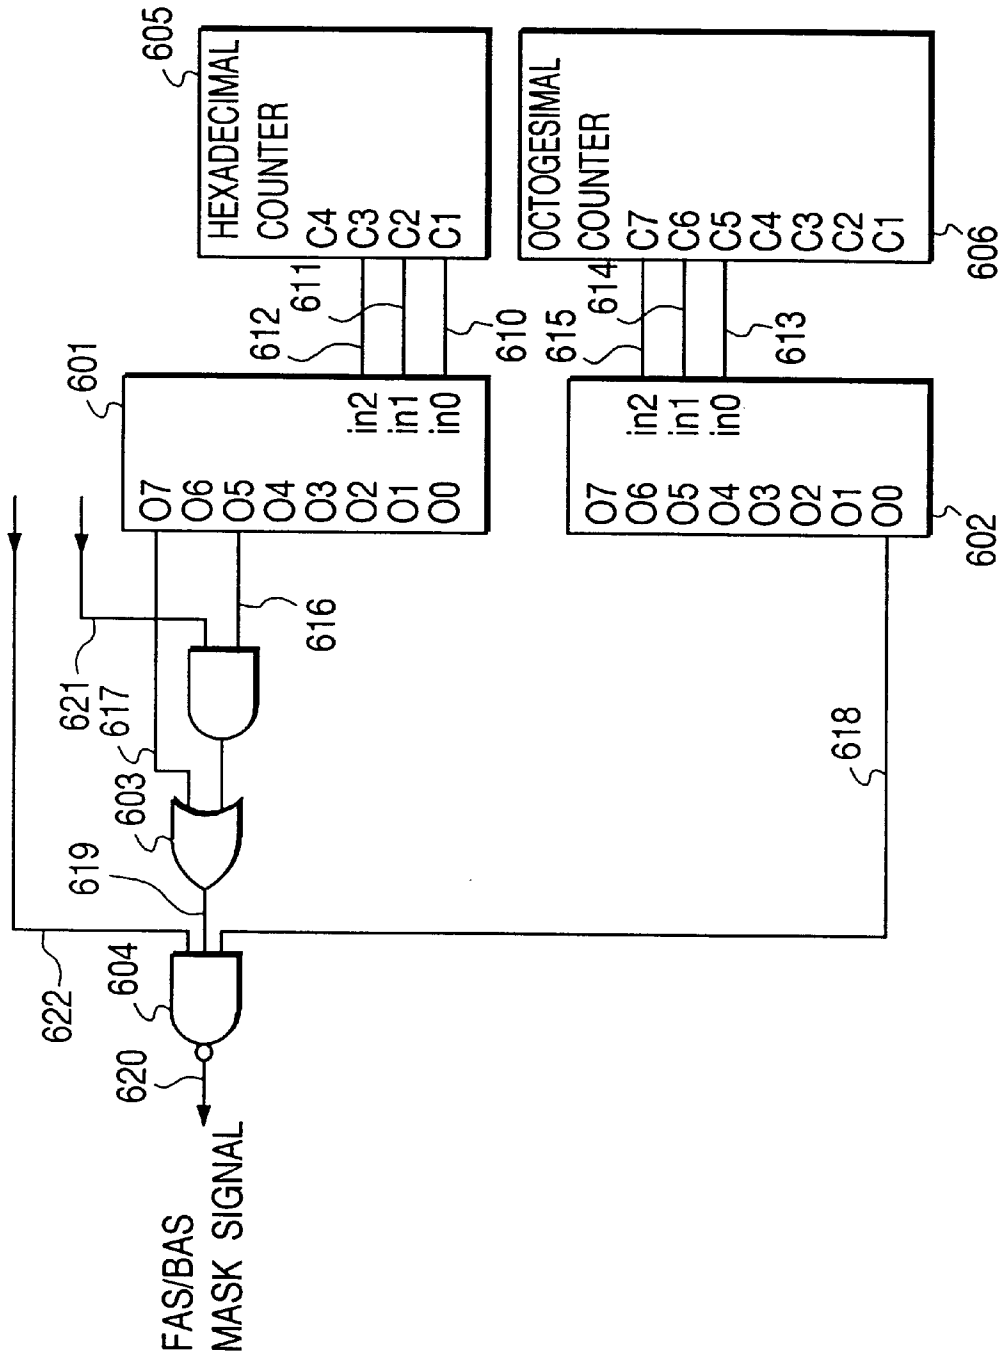 605
HEXADECIMAL
COUNTER
C4
C3
C2
C1
OCTOGESIMAL
COUNTER
C7
C6
C5
C4
C3
C2
C1
606
611
612
610
614
615
613
601
in2
in1
in0
O7
O6
O5
O4
O3
O2
O1
O0
in2
in1
in0
O7
O6
O5
O4
O3
O2
O1
O0
602
616
621
617
603
618
619
604
622
620
FAS/BAS
MASK SIGNAL